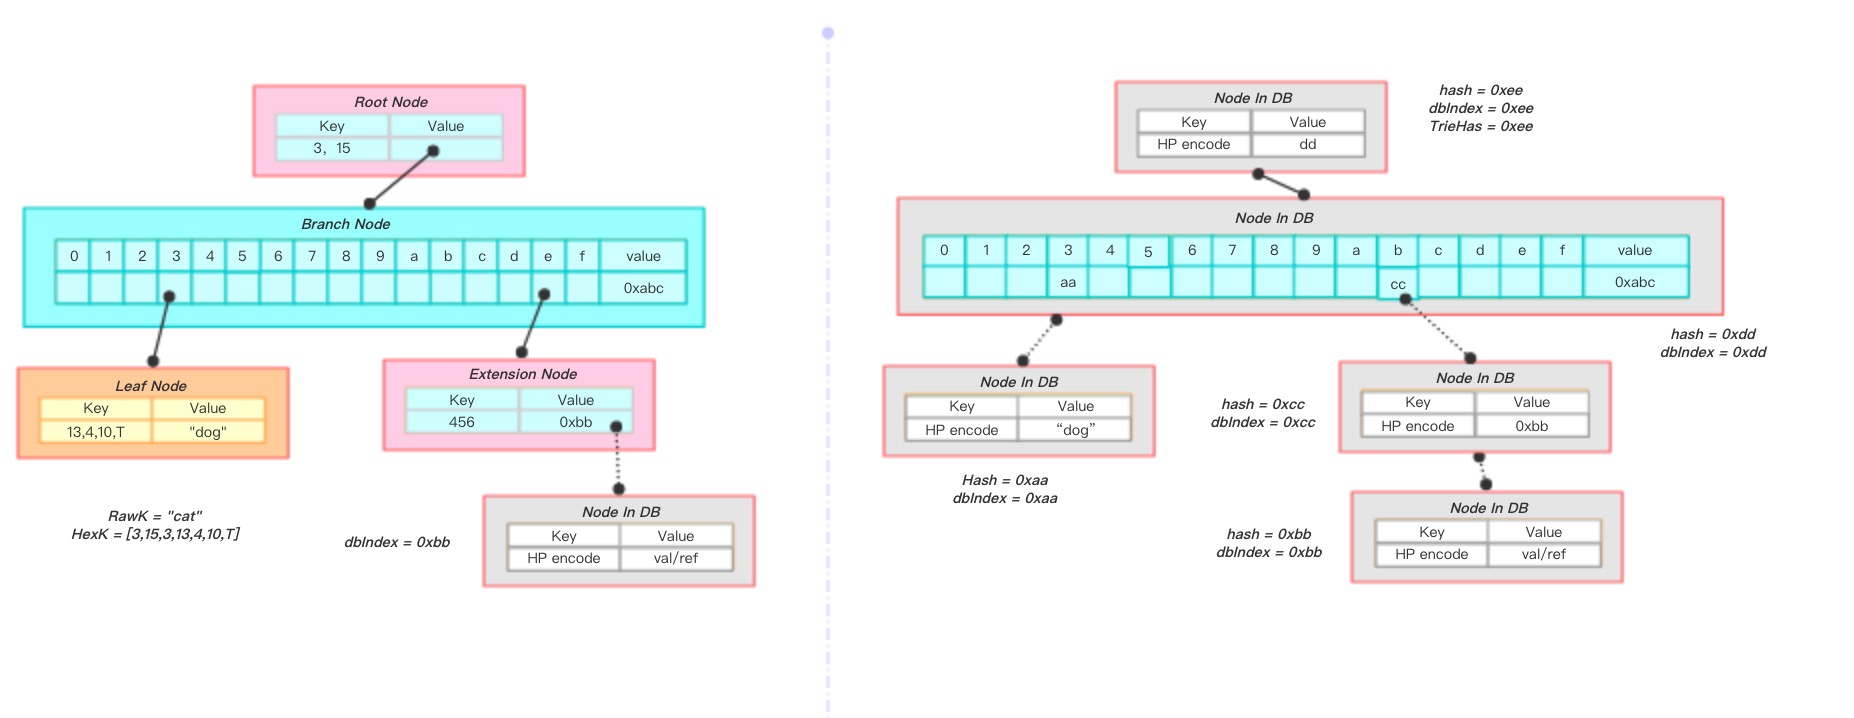 Root Node
Key Value
3, 15
Branch Node
0 1 2 3 4 5 6 7 8 9 a b c d e f value
0xabc
Leaf Node
Key Value
13,4,10,T "dog"
Extension Node
Key Value
456 0xbb
RawK = "cat"
HexK = [3,15,3,13,4,10,T]
dbIndex = 0xbb
Node In DB
Key Value
HP encode val/ref
Node In DB
Key Value
HP encode dd
hash = 0xee
dbIndex = 0xee
TrieHas = 0xee
Node In DB
0 1 2 3 4 5 6 7 8 9 a b c d e f value
aa cc 0xabc
hash = 0xdd
dbIndex = 0xdd
Node In DB
Key Value
HP encode “dog”
Hash = 0xaa
dbIndex = 0xaa
hash = 0xcc
dbIndex = 0xcc
Node In DB
Key Value
HP encode 0xbb
hash = 0xbb
dbIndex = 0xbb
Node In DB
Key Value
HP encode val/ref